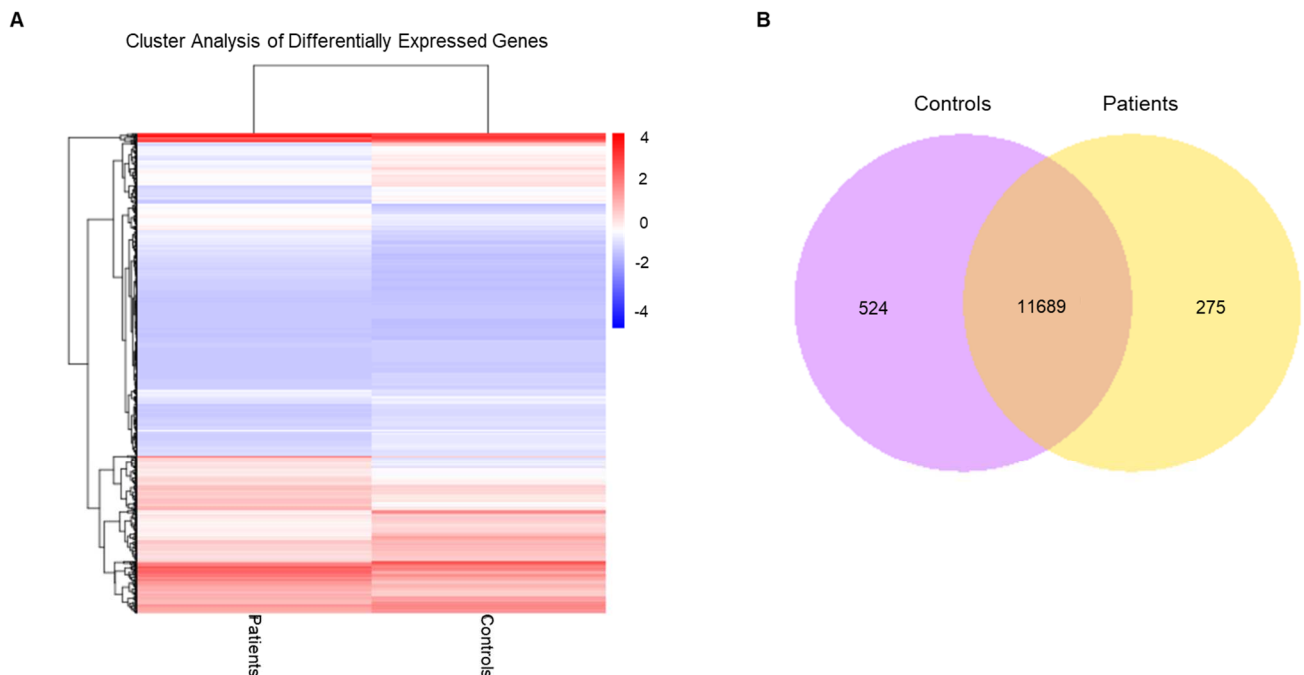 A
Cluster Analysis of Differentially Expressed Genes
4
2
0
-2
-4
Patients
Controls
B
Controls
Patients
524
11689
275